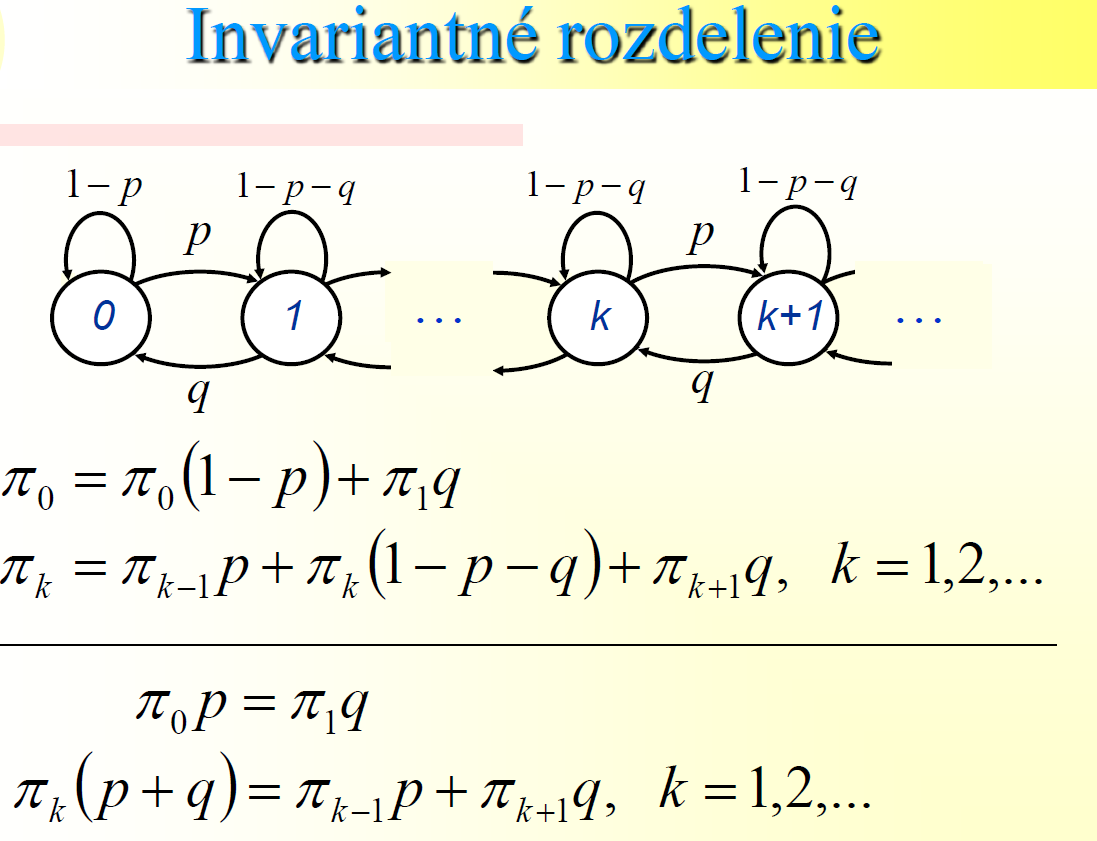 Invariantné rozdelenie
1 − p 1 − p − q 1 − p − q 1 − p − q
p p
0 1 ... k k+1 ...
q q
π₀ = π₀(1 − p) + π₁q
πₖ = πₖ₋₁p + πₖ(1 − p − q) + πₖ₊₁q, k = 1,2,...
π₀p = π₁q
πₖ(p + q) = πₖ₋₁p + πₖ₊₁q, k = 1,2,...